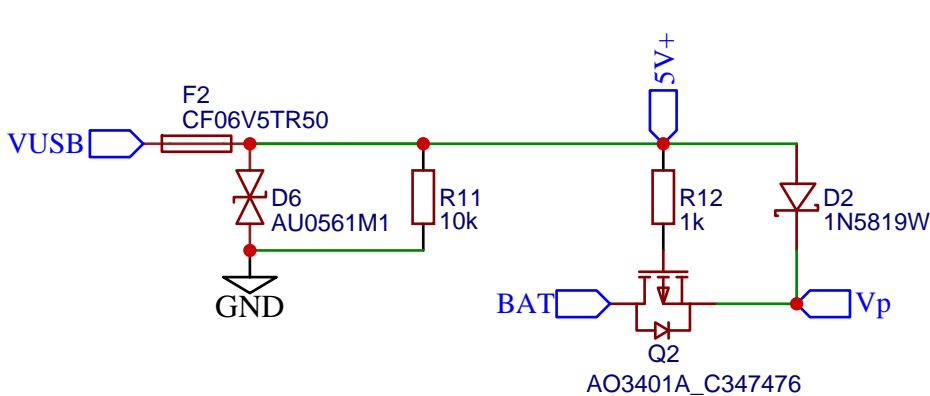 5V+
F2
CF06V5TR50
VUSB
D6
AU0561M1
R11
10k
R12
1k
D2
1N5819W
GND
BAT
Vp
Q2
AO3401A_C347476